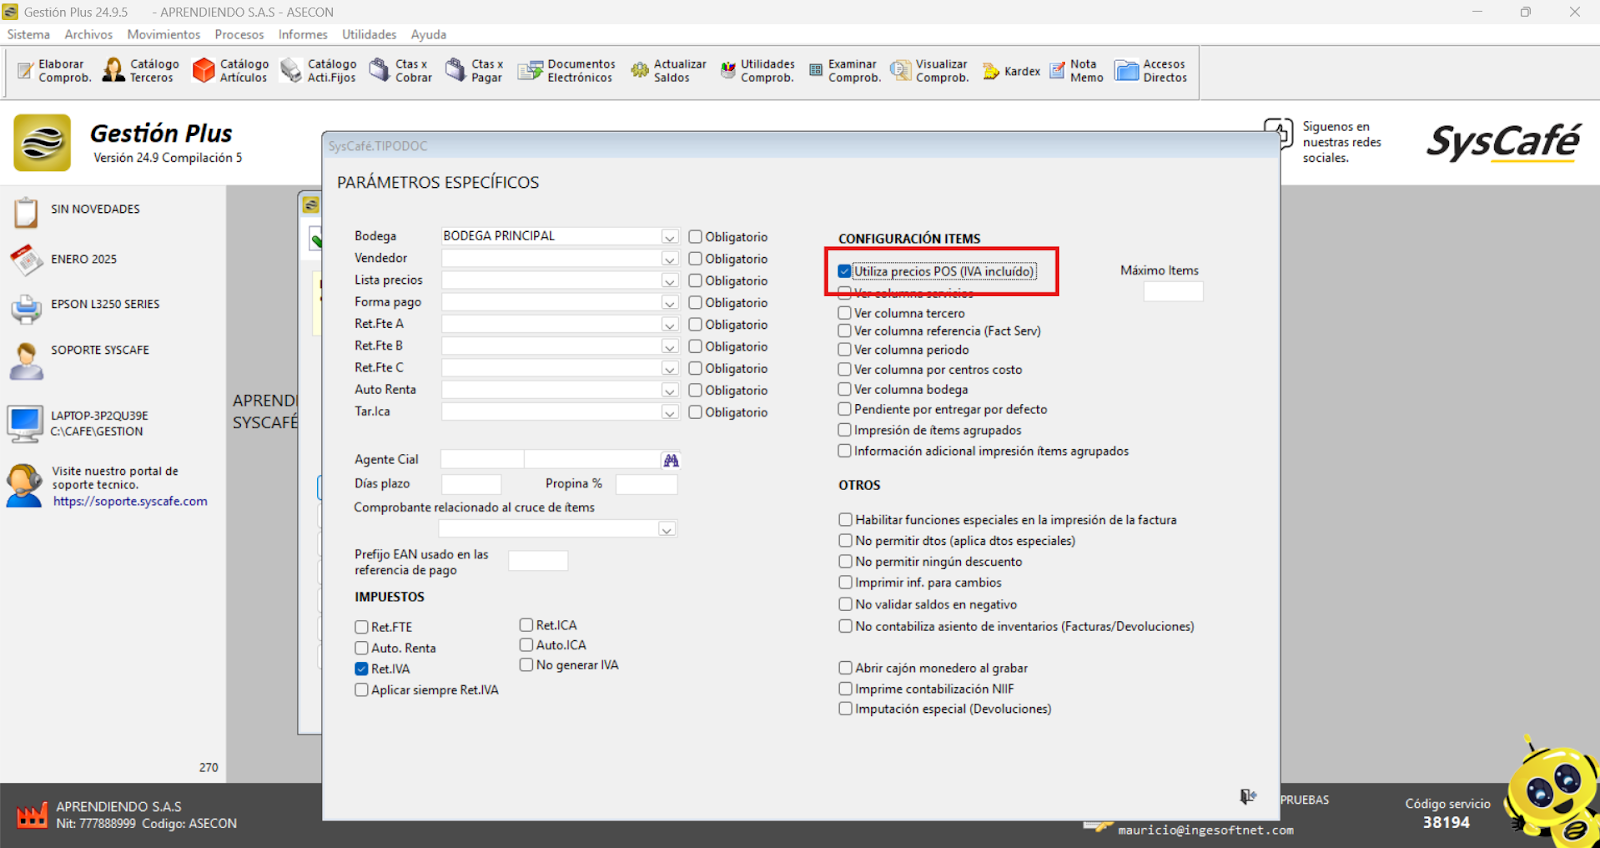 Gestión Plus 24.9.5 - APRENDIENDO S.A.S - ASECON
Sistema Archivos Movimientos Procesos Informes Utilidades Ayuda
Elaborar Comprob.
Catálogo Terceros
Catálogo Artículos
Catálogo Acti.Fijos
Ctas x Cobrar
Ctas x Pagar
Documentos Electrónicos
Actualizar Saldos
Utilidades Comprob.
Examinar Comprob.
Visualizar Comprob.
Kardex
Nota Memo
Accesos Directos
Gestión Plus
Versión 24.9 Compilación 5
Siguenos en
nuestras redes
sociales.
SysCafé
SIN NOVEDADES
ENERO 2025
EPSON L3250 SERIES
SOPORTE SYSCAFE
LAPTOP-3P2QU39E
C:\CAFE\GESTION
Visite nuestro portal de
soporte tecnico.
https://soporte.syscafe.com
270
APRENDI
SYSCAFÉ
SysCafé.TIPODOC
PARÁMETROS ESPECÍFICOS
Bodega BODEGA PRINCIPAL Obligatorio
Vendedor Obligatorio
Lista precios Obligatorio
Forma pago Obligatorio
Ret.Fte A Obligatorio
Ret.Fte B Obligatorio
Ret.Fte C Obligatorio
Auto Renta Obligatorio
Tar.Ica Obligatorio
Agente Cial
Días plazo Propina %
Comprobante relacionado al cruce de ítems
Prefijo EAN usado en las
referencia de pago
IMPUESTOS
Ret.FTE Ret.ICA
Auto. Renta Auto.ICA
Ret.IVA No generar IVA
Aplicar siempre Ret.IVA
CONFIGURACIÓN ITEMS
Utiliza precios POS (IVA incluído) Máximo Items
Ver columna servicios
Ver columna tercero
Ver columna referencia (Fact Serv)
Ver columna periodo
Ver columna por centros costo
Ver columna bodega
Pendiente por entregar por defecto
Impresión de ítems agrupados
Información adicional impresión ítems agrupados
OTROS
Habilitar funciones especiales en la impresión de la factura
No permitir dtos (aplica dtos especiales)
No permitir ningún descuento
Imprimir inf. para cambios
No validar saldos en negativo
No contabiliza asiento de inventarios (Facturas/Devoluciones)
Abrir cajón monedero al grabar
Imprime contabilización NIIF
Imputación especial (Devoluciones)
APRENDIENDO S.A.S
Nit: 777888999 Codigo: ASECON
PRUEBAS
mauricio@ingesoftnet.com
Código servicio
38194